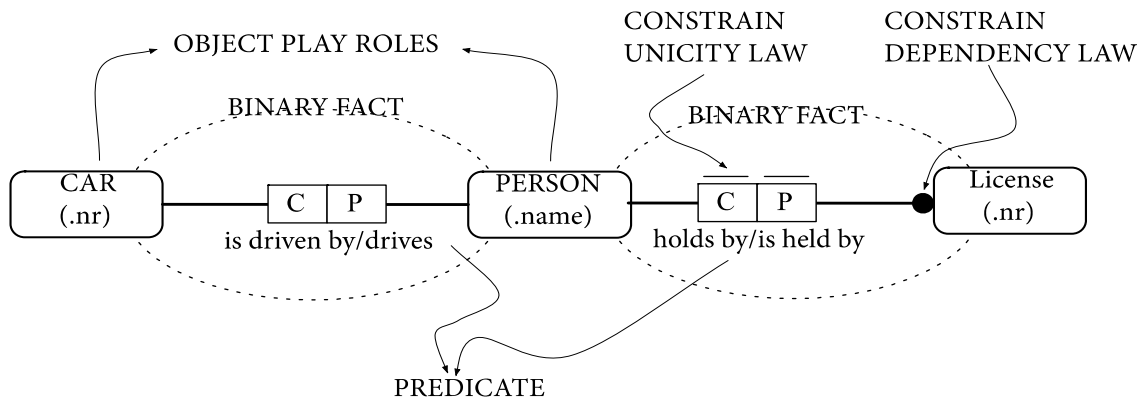 CONSTRAIN
UNICITY LAW
CONSTRAIN
DEPENDENCY LAW
OBJECT PLAY ROLES
BINARY FACT
BINARY FACT
CAR
(.nr)
C P
is driven by/drives
PERSON
(.name)
C P
holds by/is held by
License
(.nr)
PREDICATE